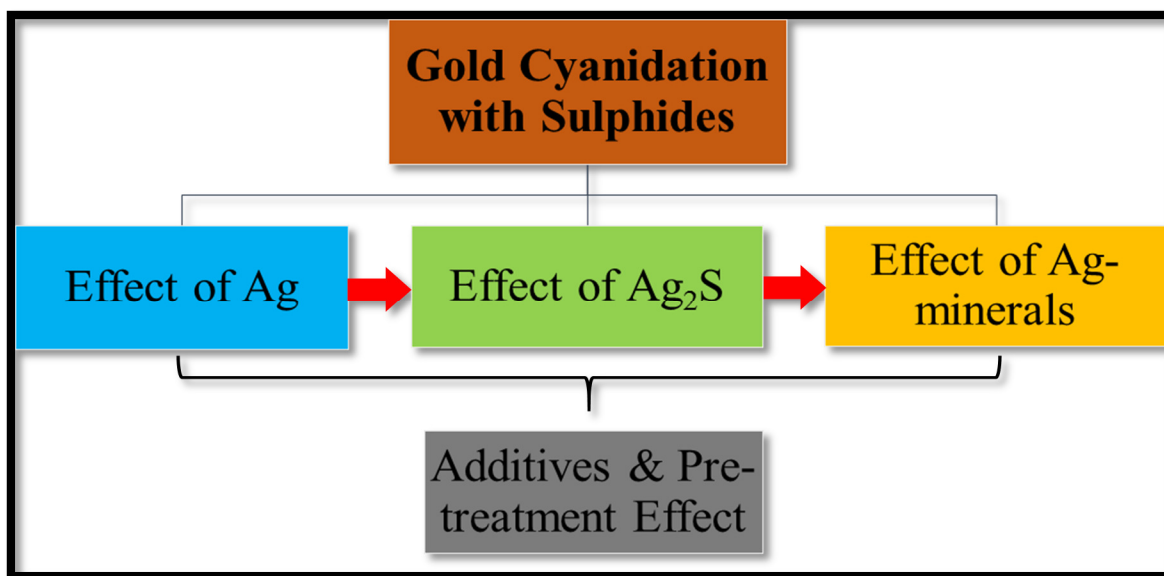 Gold Cyanidation
with Sulphides
Effect of Ag
Effect of Ag₂S
Effect of Ag-
minerals
Additives & Pre-
treatment Effect